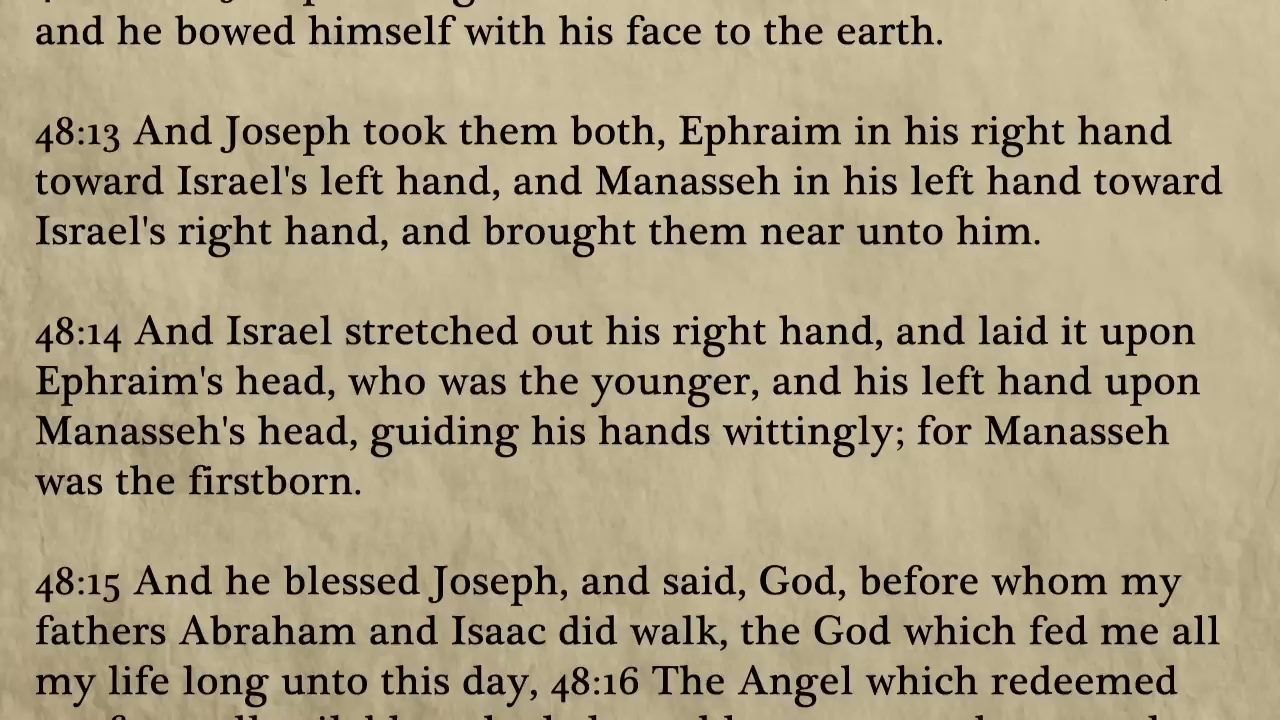 and he bowed himself with his face to the earth.
48:13 And Joseph took them both, Ephraim in his right hand
toward Israel's left hand, and Manasseh in his left hand toward
Israel's right hand, and brought them near unto him.
48:14 And Israel stretched out his right hand, and laid it upon
Ephraim's head, who was the younger, and his left hand upon
Manasseh's head, guiding his hands wittingly; for Manasseh
was the firstborn.
48:15 And he blessed Joseph, and said, God, before whom my
fathers Abraham and Isaac did walk, the God which fed me all
my life long unto this day, 48:16 The Angel which redeemed